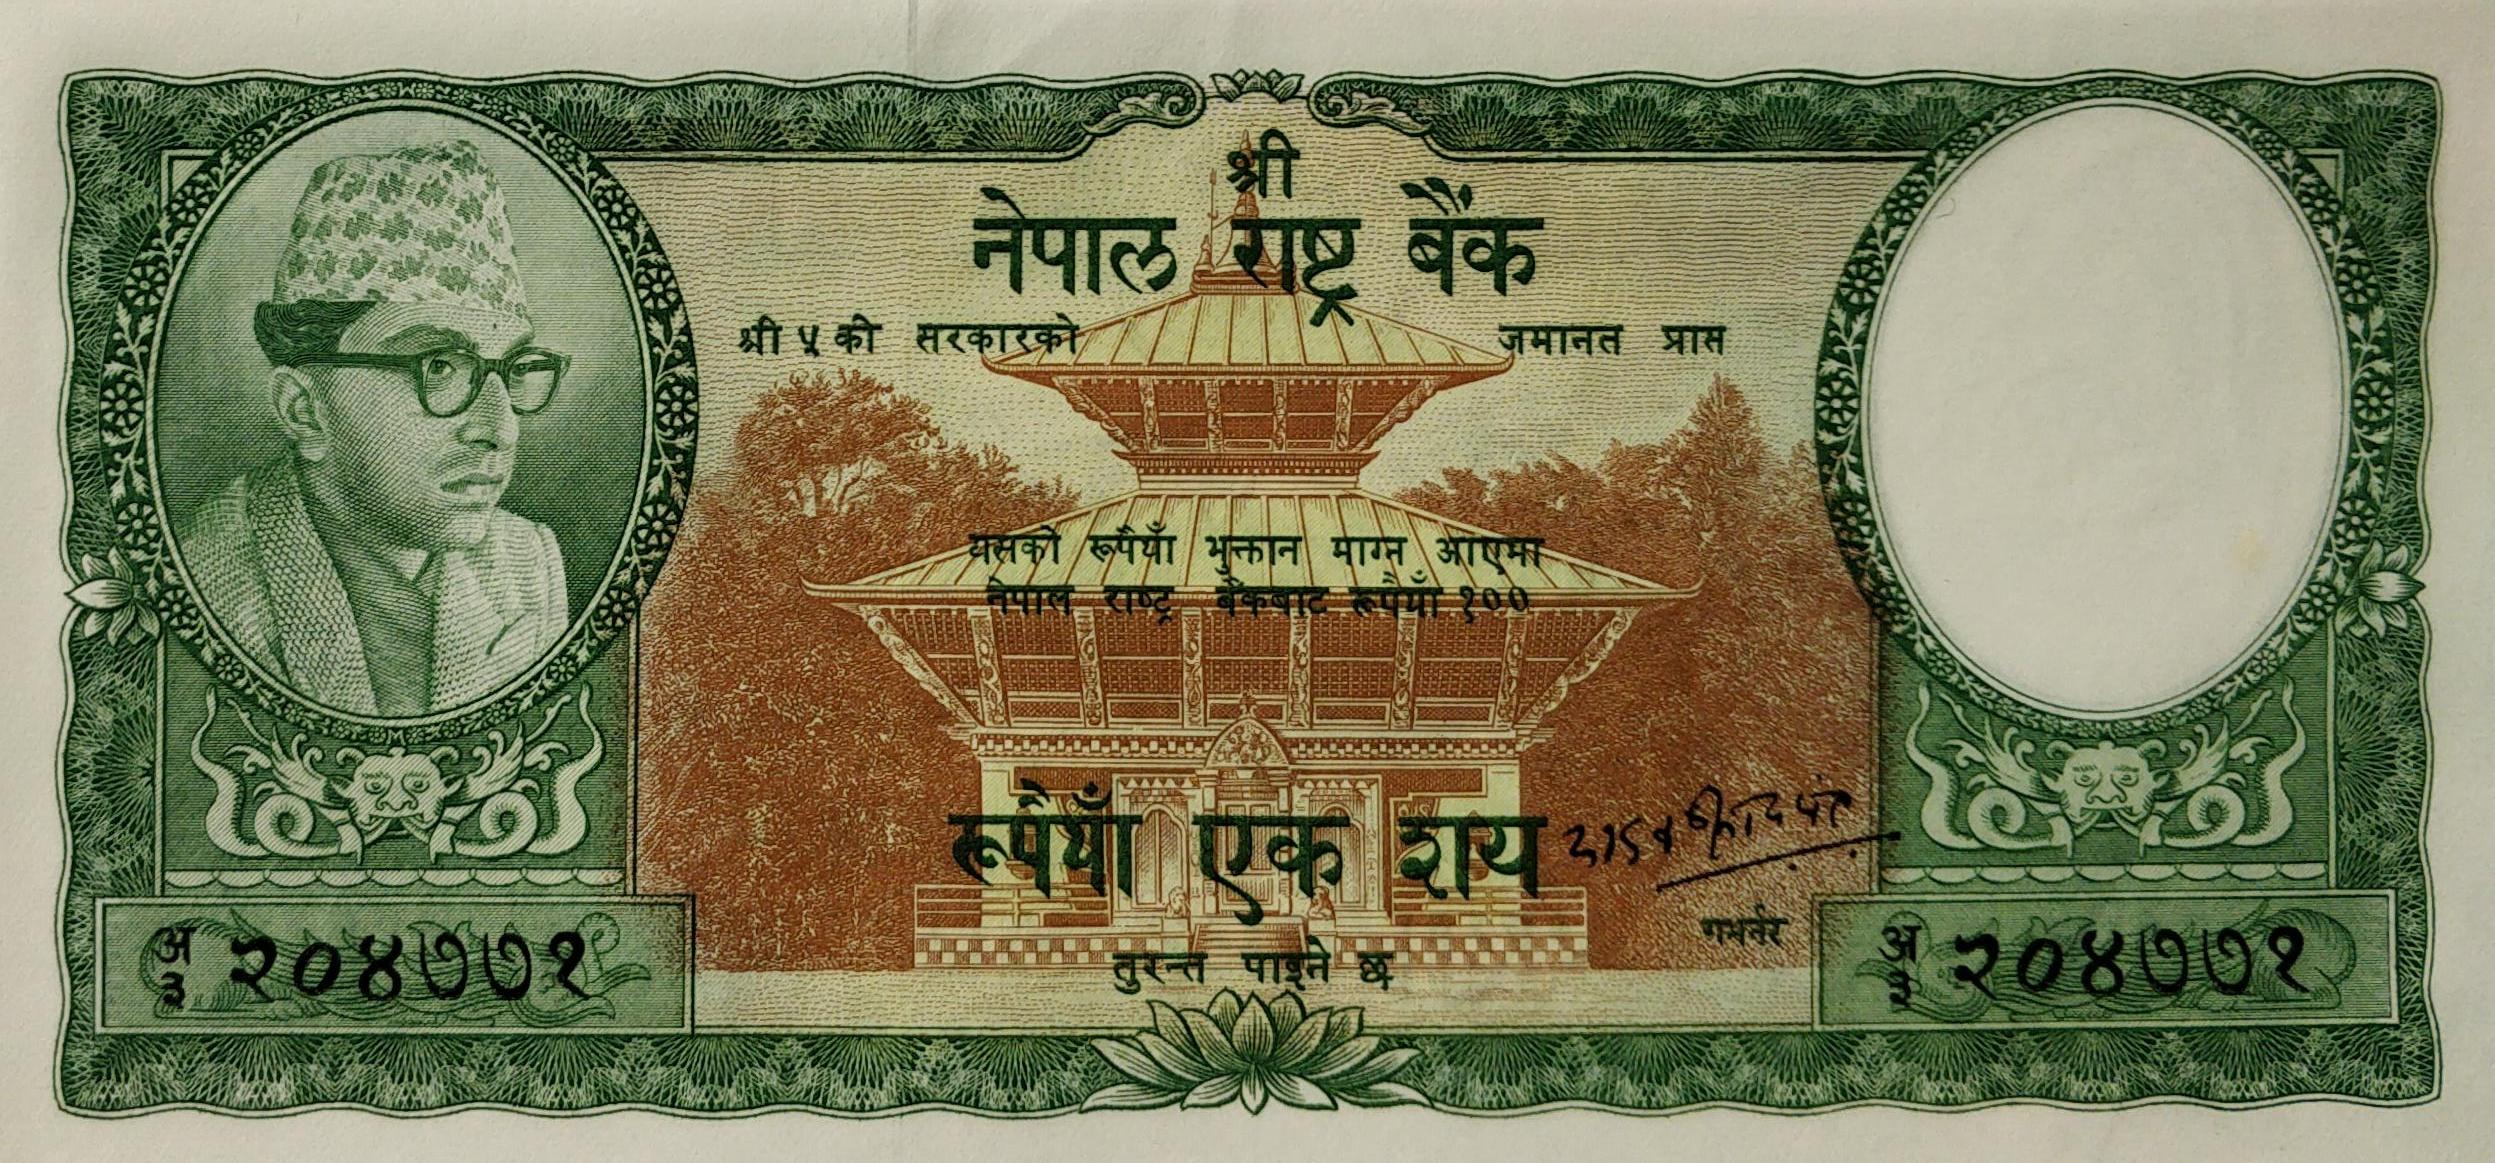 श्री
नेपाल राष्ट्र बैंक
श्री ५ को सरकारको जमानत प्राप्त
यसको रूपैयाँ भुक्तान माग्न आएमा
नेपाल राष्ट्र बैंकबाट रूपैयाँ १००
रूपैयाँ एक शय
गभर्नर
तुरन्त पाइने छ
अ
३ २०४७७१
अ
३ २०४७७१